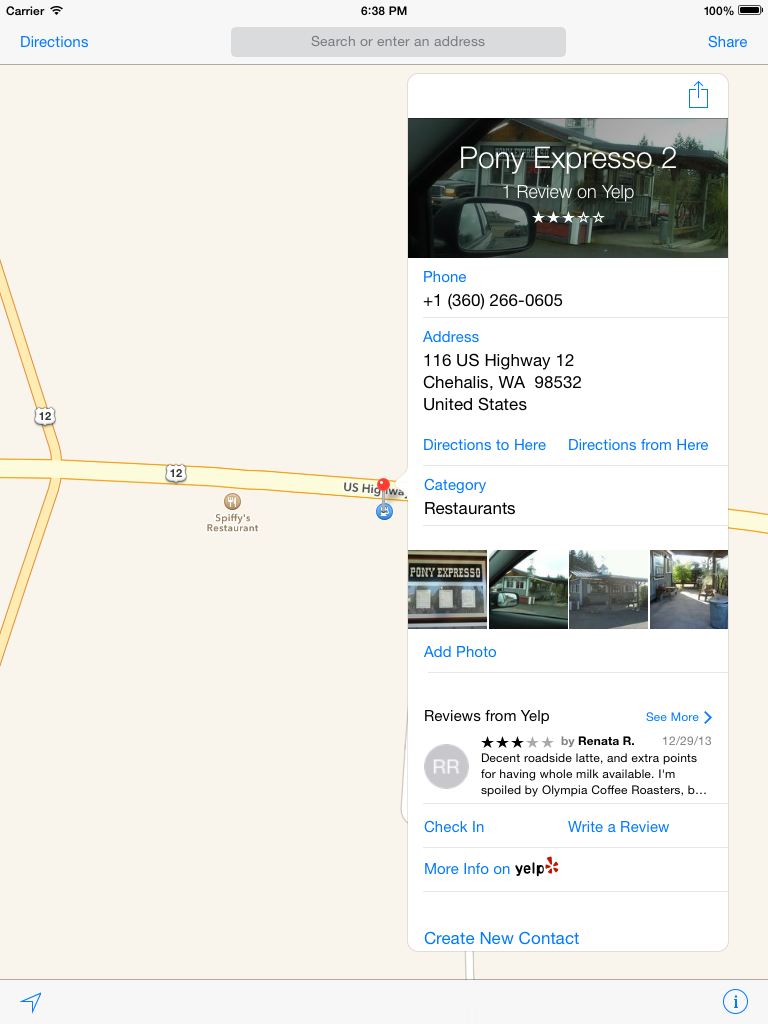 Carrier 6:38 PM 100%
Directions Search or enter an address Share
Pony Expresso 2
1 Review on Yelp
Phone
+1 (360) 266-0605
Address
116 US Highway 12
Chehalis, WA 98532
United States
Directions to Here Directions from Here
Category
Restaurants
12
12
US Highway
Spiffy's
Restaurant
PONY EXPRESSO
Add Photo
Reviews from Yelp See More
RR
by Renata R. 12/29/13
Decent roadside latte, and extra points
for having whole milk available. I'm
spoiled by Olympia Coffee Roasters, b...
Check In Write a Review
More Info on yelp
Create New Contact